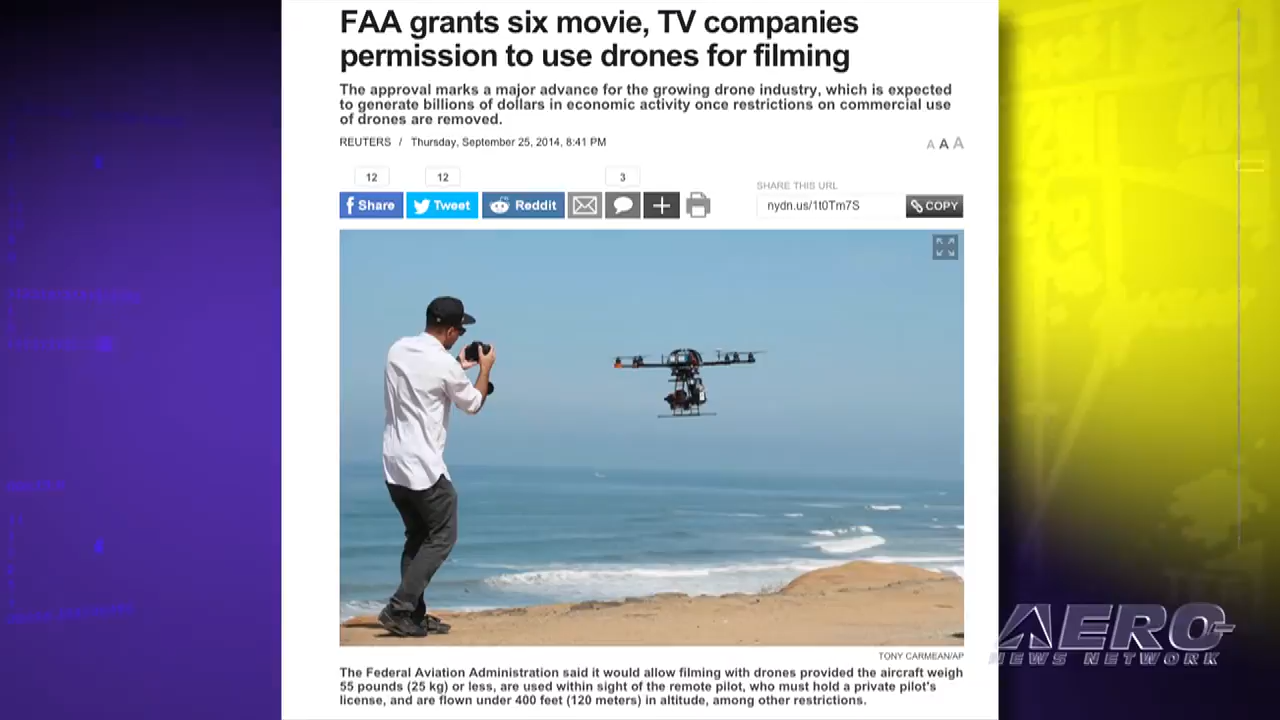 FAA grants six movie, TV companies
permission to use drones for filming
The approval marks a major advance for the growing drone industry, which is expected
to generate billions of dollars in economic activity once restrictions on commercial use
of drones are removed.
REUTERS / Thursday, September 25, 2014, 8:41 PM
A A A
12 12 3
SHARE THIS URL
Share Tweet Reddit nydn.us/1t0Tm7S COPY
TONY CARMEAN/AP
The Federal Aviation Administration said it would allow filming with drones provided the aircraft weigh
55 pounds (25 kg) or less, are used within sight of the remote pilot, who must hold a private pilot's
license, and are flown under 400 feet (120 meters) in altitude, among other restrictions.
AERO
NEWS NETWORK